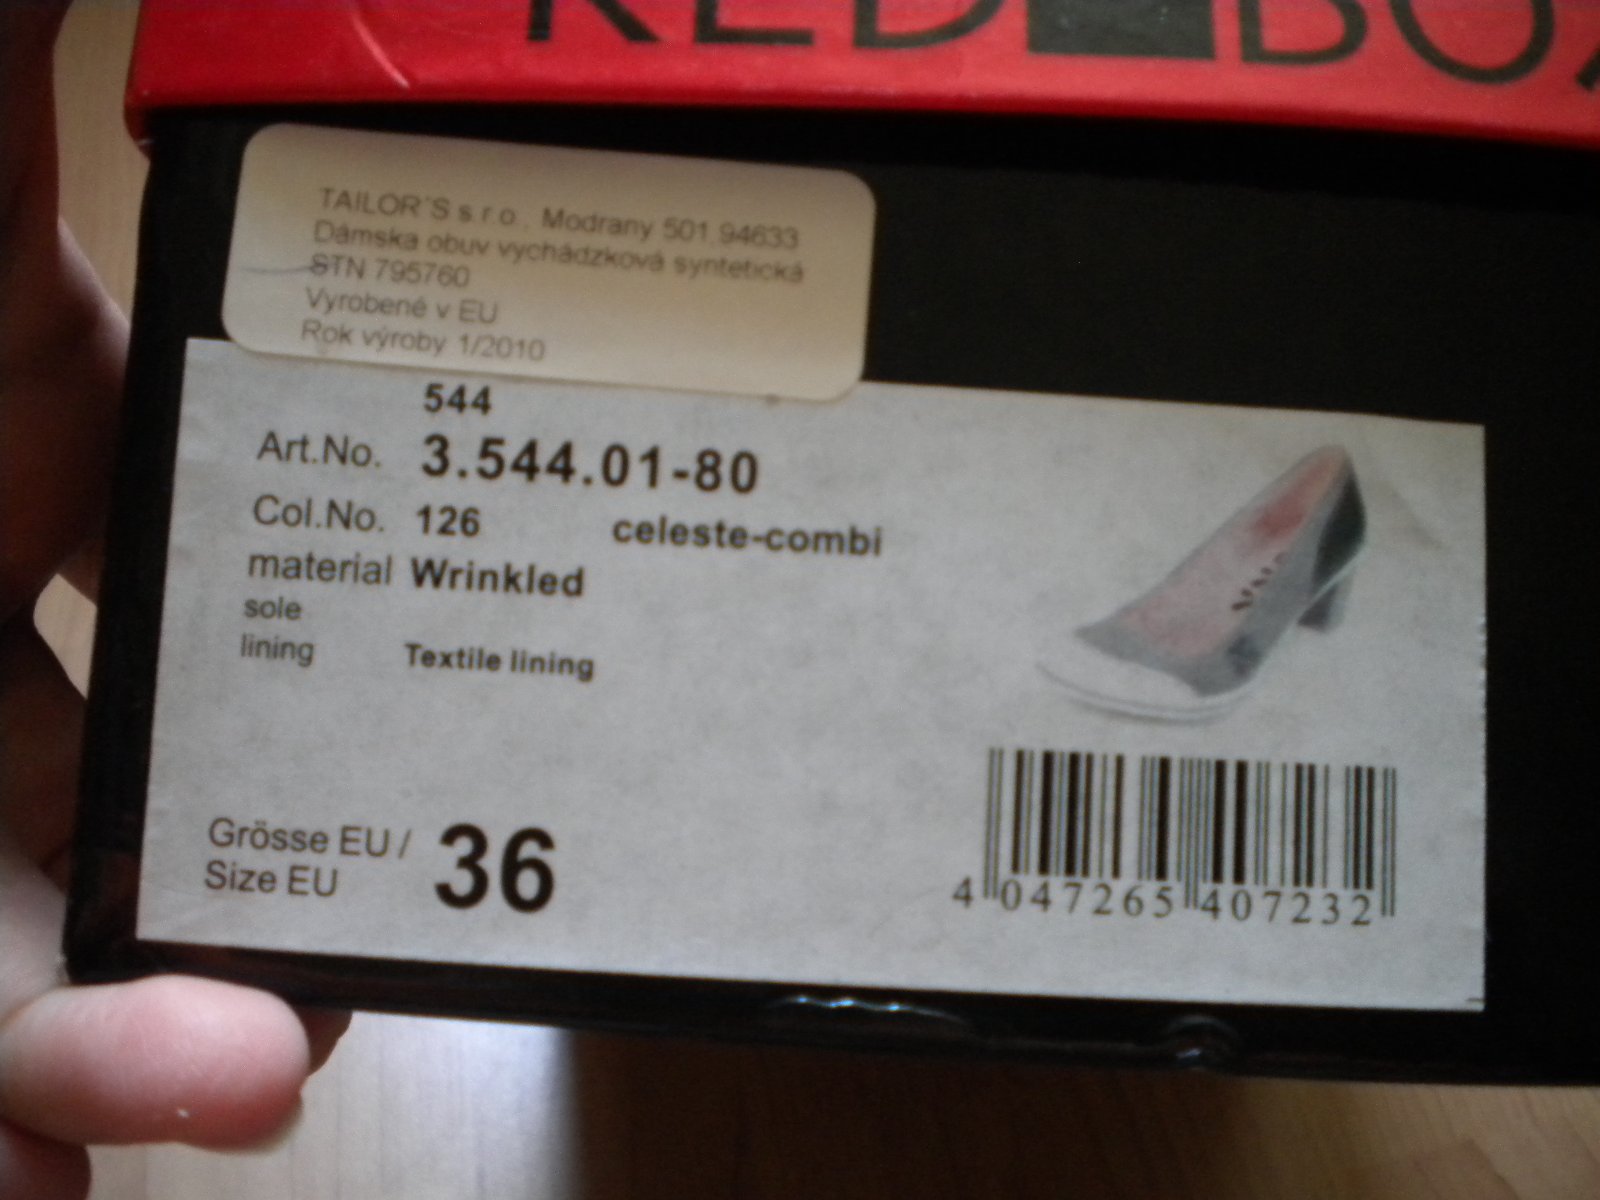 RED BOX
TAILOR'S s.r.o., Modrany 501 94633
Dámska obuv vychádzková syntetická
STN 795760
Vyrobené v EU
Rok výroby 1/2010
544
Art.No. 3.544.01-80
Col.No. 126 celeste-combi
material Wrinkled
sole
lining Textile lining
Grösse EU / 36
Size EU
4 047265 407232